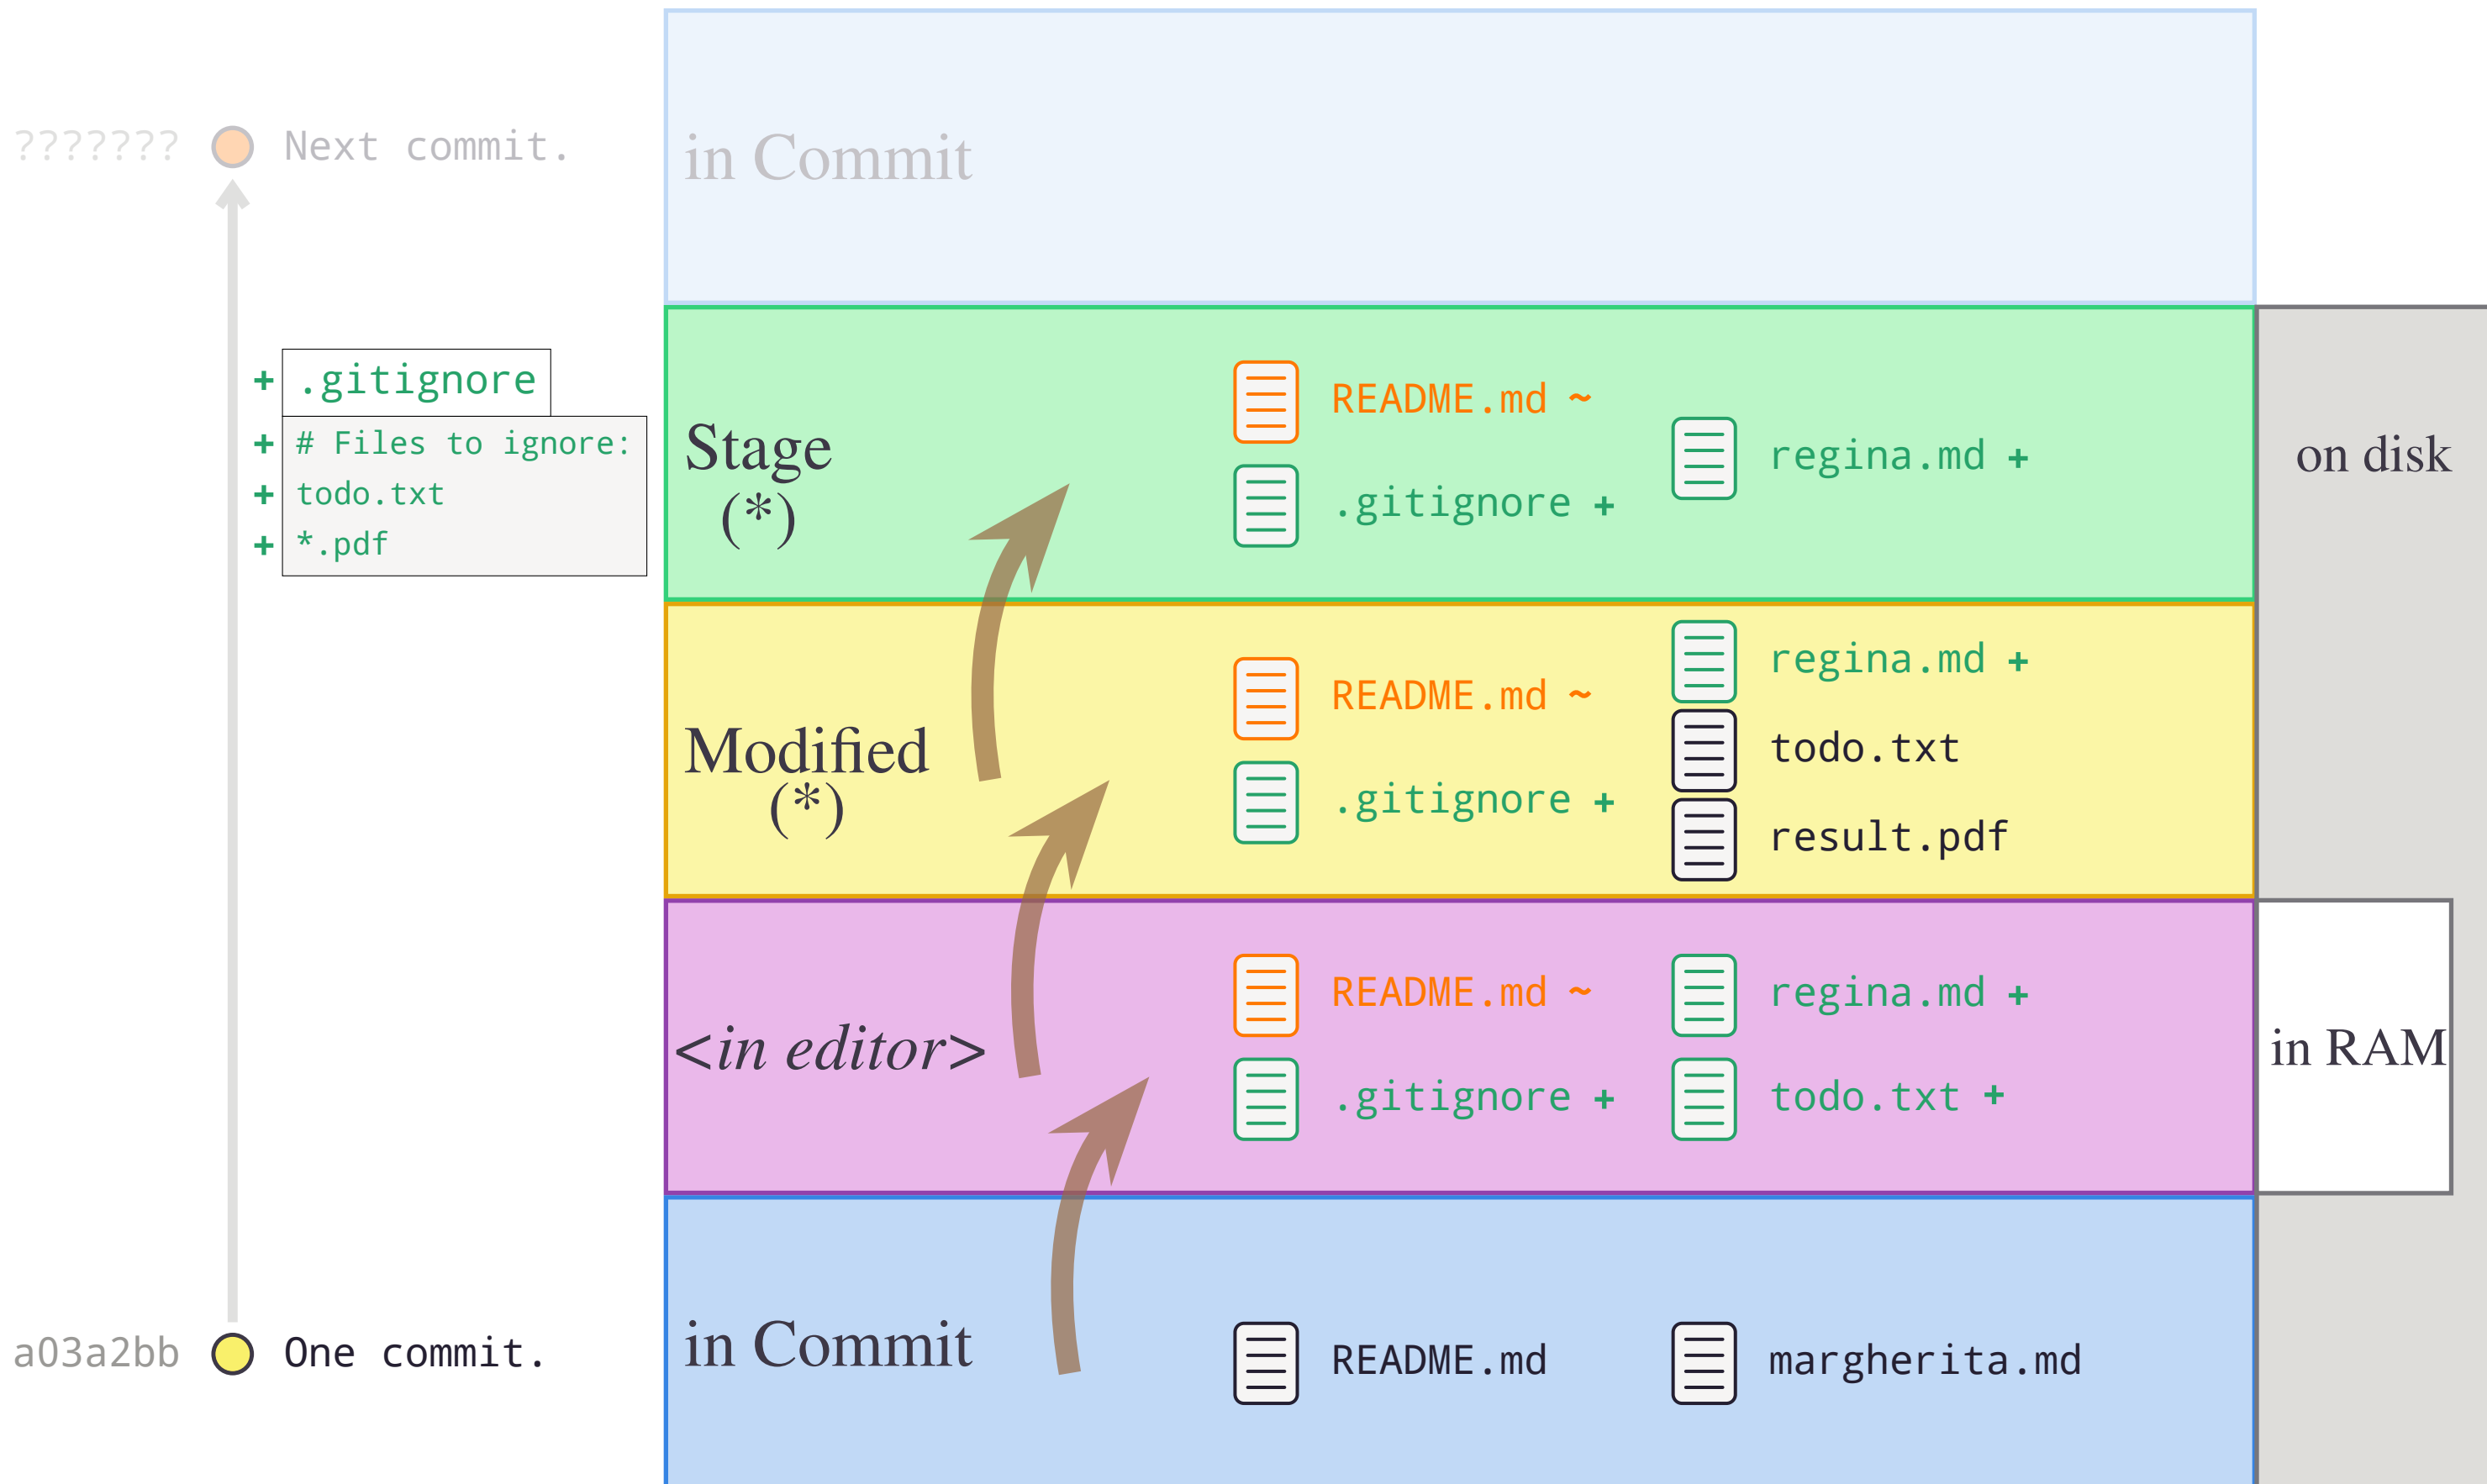 in Commit
??????? Next commit.
+ .gitignore
+ # Files to ignore:
+ todo.txt
+ *.pdf
Stage
(*)
README.md ~
.gitignore +
regina.md +
on disk
Modified
(*)
README.md ~
.gitignore +
regina.md +
todo.txt
result.pdf
<in editor>
README.md ~
.gitignore +
regina.md +
todo.txt +
in RAM
a03a2bb One commit.
in Commit
README.md
margherita.md